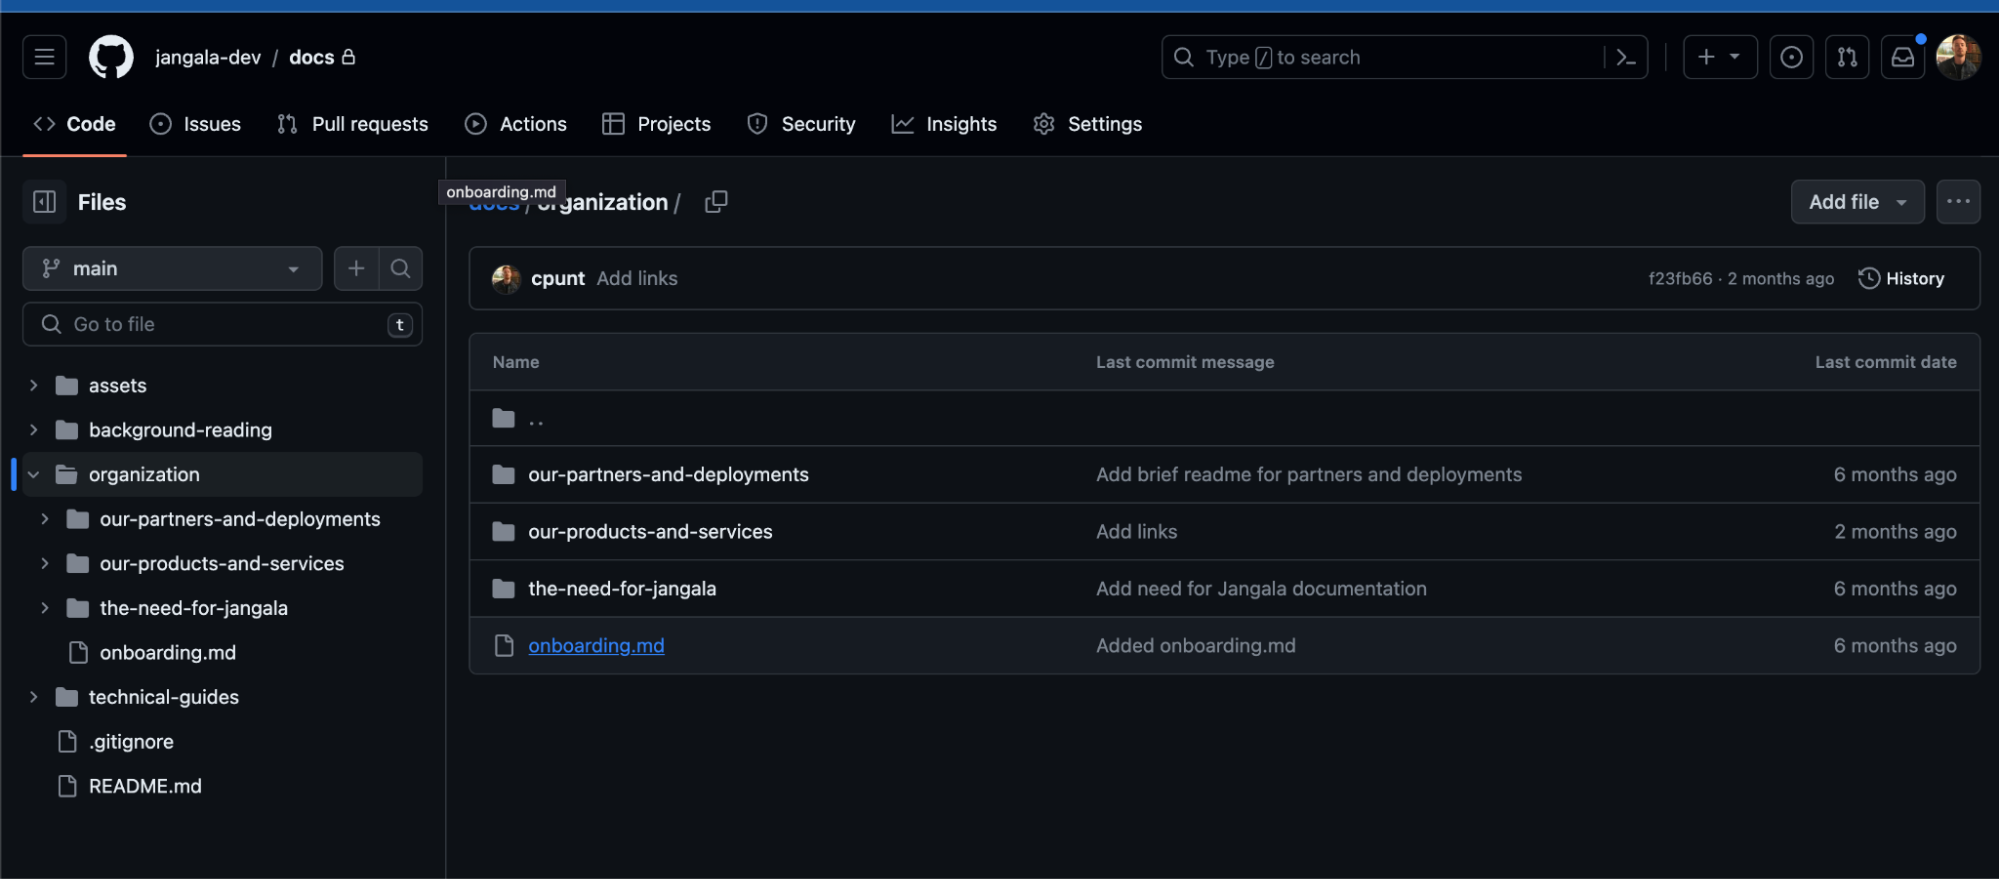 jangala-dev / docs
Type / to search
Code
Issues
Pull requests
Actions
Projects
Security
Insights
Settings
Files
main
Go to file
t
assets
background-reading
organization
our-partners-and-deployments
our-products-and-services
the-need-for-jangala
onboarding.md
technical-guides
.gitignore
README.md
onboarding.md
docs / organization /
Add file
cpunt Add links
f23fb66 · 2 months ago
History
Name Last commit message Last commit date
..
our-partners-and-deployments Add brief readme for partners and deployments 6 months ago
our-products-and-services Add links 2 months ago
the-need-for-jangala Add need for Jangala documentation 6 months ago
onboarding.md Added onboarding.md 6 months ago